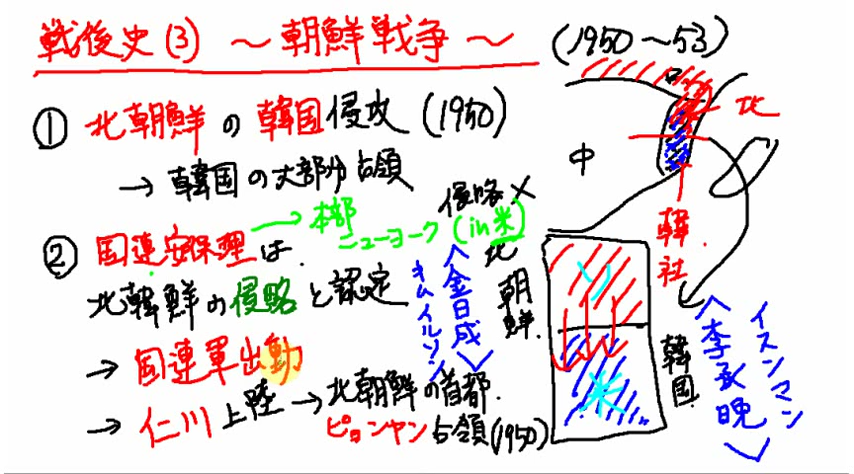 戦後史(3) ～朝鮮戦争～ (1950～53)
① 北朝鮮の韓国侵攻(1950)
→韓国の大部分占領
侵略×
② 国連安保理は
→本部
ニューヨーク(in米)
北韓鮮の侵略と認定
→国連軍出動
→仁川上陸→北朝鮮の首都
ピョンヤン占領(1950)
北朝鮮
<金日成>
キムイルソン
ソ
米
韓国
<李承晩>
イスンマン
中
ロ
北
韓
社